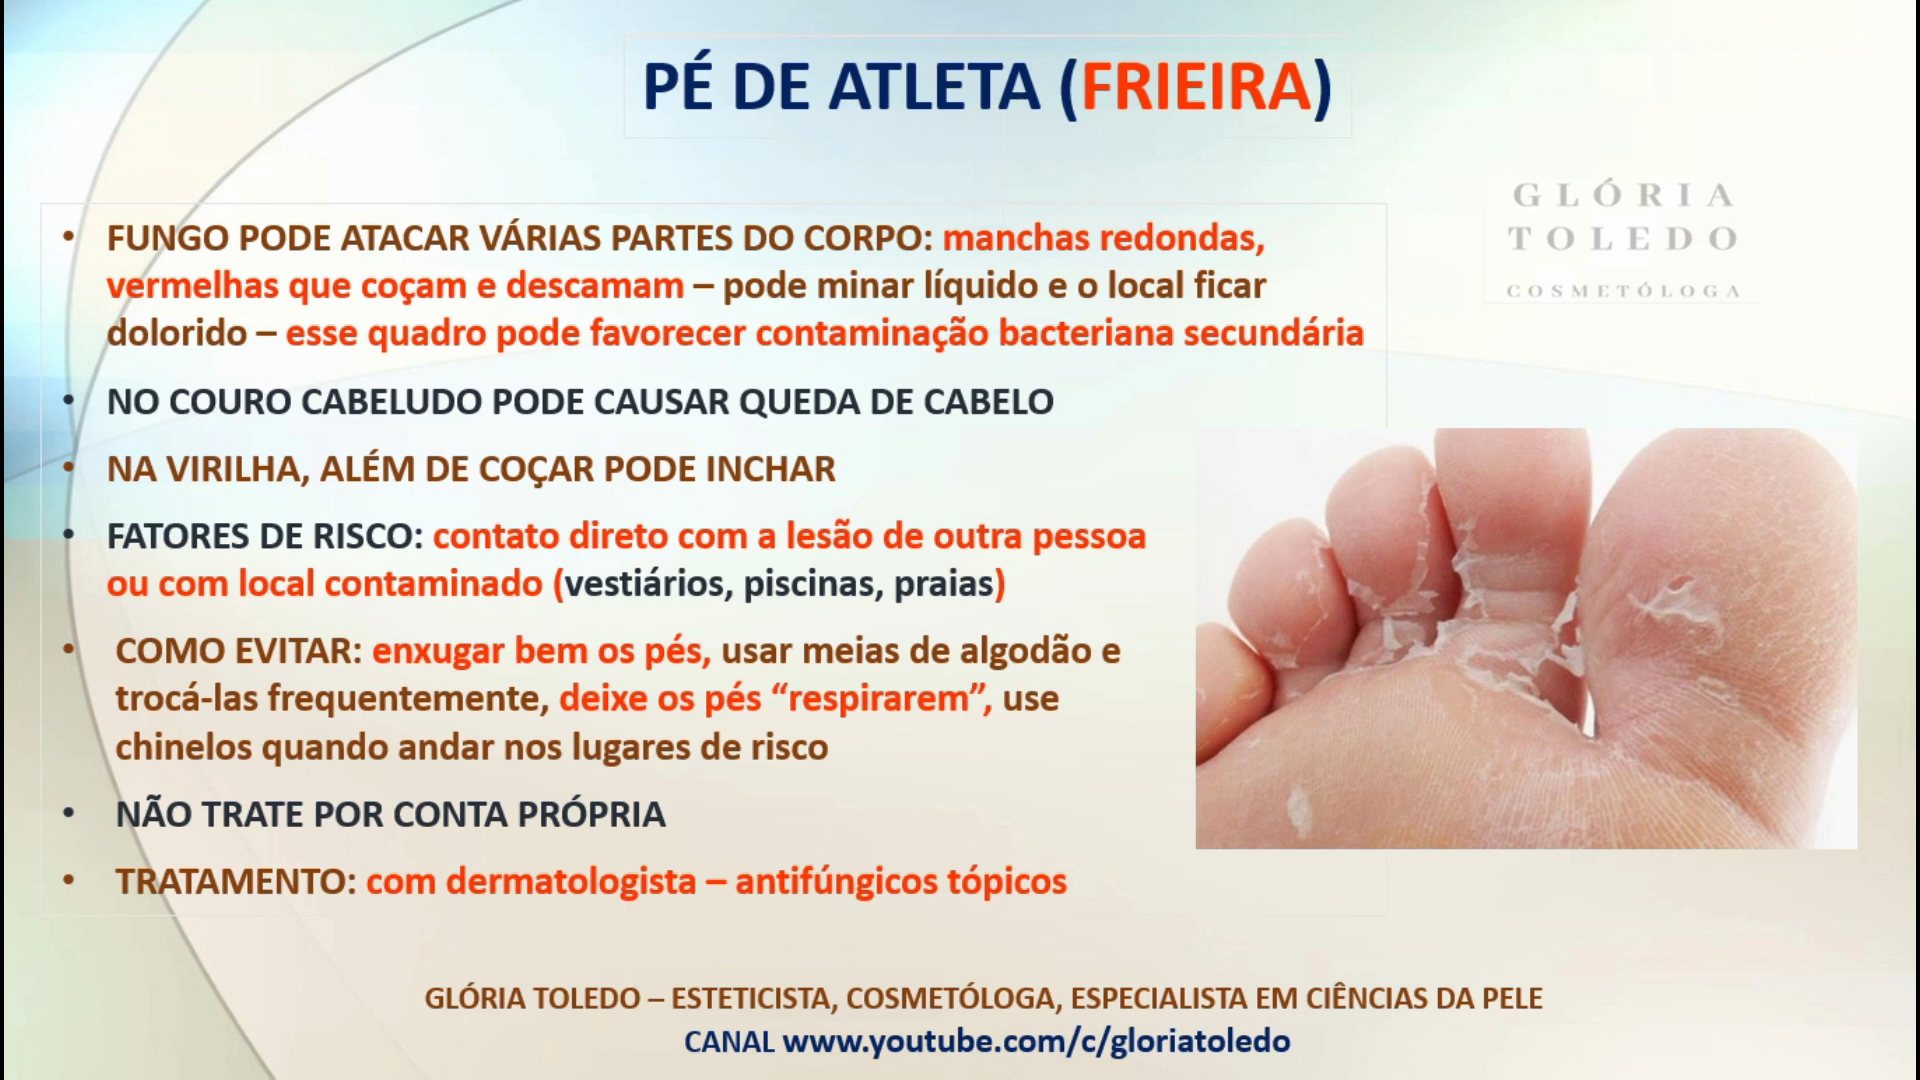 PÉ DE ATLETA (FRIEIRA)
GLÓRIA
TOLEDO
COSMETÓLOGA
• FUNGO PODE ATACAR VÁRIAS PARTES DO CORPO: manchas redondas,
vermelhas que coçam e descamam – pode minar líquido e o local ficar
dolorido – esse quadro pode favorecer contaminação bacteriana secundária
• NO COURO CABELUDO PODE CAUSAR QUEDA DE CABELO
• NA VIRILHA, ALÉM DE COÇAR PODE INCHAR
• FATORES DE RISCO: contato direto com a lesão de outra pessoa
ou com local contaminado (vestiários, piscinas, praias)
• COMO EVITAR: enxugar bem os pés, usar meias de algodão e
trocá-las frequentemente, deixe os pés “respirarem”, use
chinelos quando andar nos lugares de risco
• NÃO TRATE POR CONTA PRÓPRIA
• TRATAMENTO: com dermatologista – antifúngicos tópicos
GLÓRIA TOLEDO – ESTETICISTA, COSMETÓLOGA, ESPECIALISTA EM CIÊNCIAS DA PELE
CANAL www.youtube.com/c/gloriatoledo